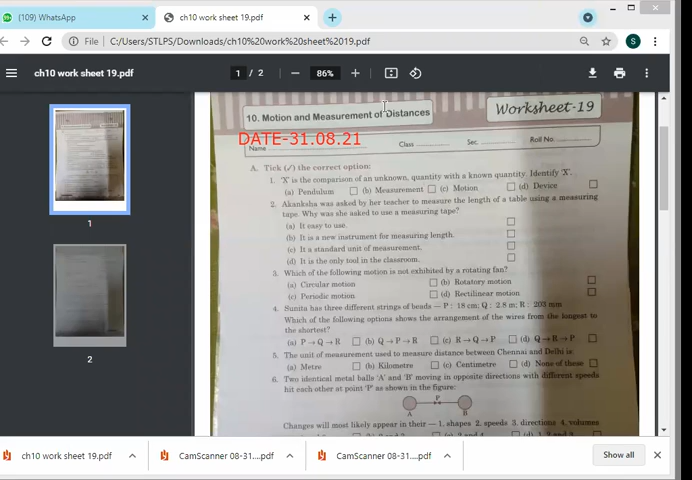 (109) WhatsApp
ch10 work sheet 19.pdf
File
C:/Users/STLPS/Downloads/ch10%20work%20sheet%2019.pdf
S
ch10 work sheet 19.pdf
1 / 2
86%
1
2
10. Motion and Measurement of Distances
Worksheet-19
DATE-31.08.21
Name
Class
Sec.
Roll No.
A. Tick (✓) the correct option:
1. 'X' is the comparison of an unknown, quantity with a known quantity. Identify 'X'.
(a) Pendulum (b) Measurement (c) Motion (d) Device
2. Akanksha was asked by her teacher to measure the length of a table using a measuring
tape. Why was she asked to use a measuring tape?
(a) It easy to use.
(b) It is a new instrument for measuring length.
(c) It a standard unit of measurement.
(d) It is the only tool in the classroom.
3. Which of the following motion is not exhibited by a rotating fan?
(a) Circular motion (b) Rotatory motion
(c) Periodic motion (d) Rectilinear motion
4. Sunita has three different strings of beads — P : 18 cm; Q : 2.8 m; R : 203 mm
Which of the following options shows the arrangement of the wires from the longest to
the shortest?
(a) P → Q → R (b) Q → P → R (c) R → Q → P (d) Q → R → P
5. The unit of measurement used to measure distance between Chennai and Delhi is:
(a) Metre (b) Kilometre (c) Centimetre (d) None of these
6. Two identical metal balls 'A' and 'B' moving in opposite directions with different speeds
hit each other at point 'P' as shown in the figure:
P
A B
Changes will most likely appear in their — 1. shapes 2. speeds 3. directions 4. volumes
ch10 work sheet 19.pdf
CamScanner 08-31....pdf
CamScanner 08-31....pdf
Show all